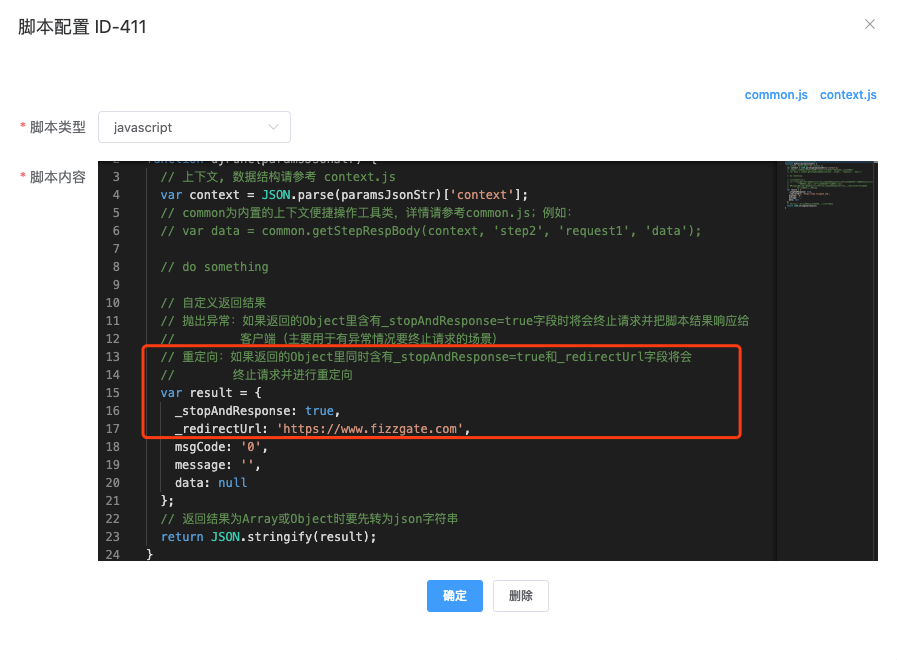 脚本配置 ID-411
common.js context.js
* 脚本类型 javascript
* 脚本内容
3 // 上下文, 数据结构请参考 context.js
4 var context = JSON.parse(paramsJsonStr)['context'];
5 // common为内置的上下文便捷操作工具类, 详情请参考common.js; 例如:
6 // var data = common.getStepRespBody(context, 'step2', 'request1', 'data');
7
8 // do something
9
10 // 自定义返回结果
11 // 抛出异常: 如果返回的Object里含有_stopAndResponse=true字段时将会终止请求并把脚本结果响应给
12 // 客户端（主要用于有异常情况要终止请求的场景）
13 // 重定向: 如果返回的Object里同时含有_stopAndResponse=true和_redirectUrl字段将会
14 // 终止请求并进行重定向
15 var result = {
16 _stopAndResponse: true,
17 _redirectUrl: 'https://www.fizzgate.com',
18 msgCode: '0',
19 message: '',
20 data: null
21 };
22 // 返回结果为Array或Object时要先转为json字符串
23 return JSON.stringify(result);
24 }
确定 删除